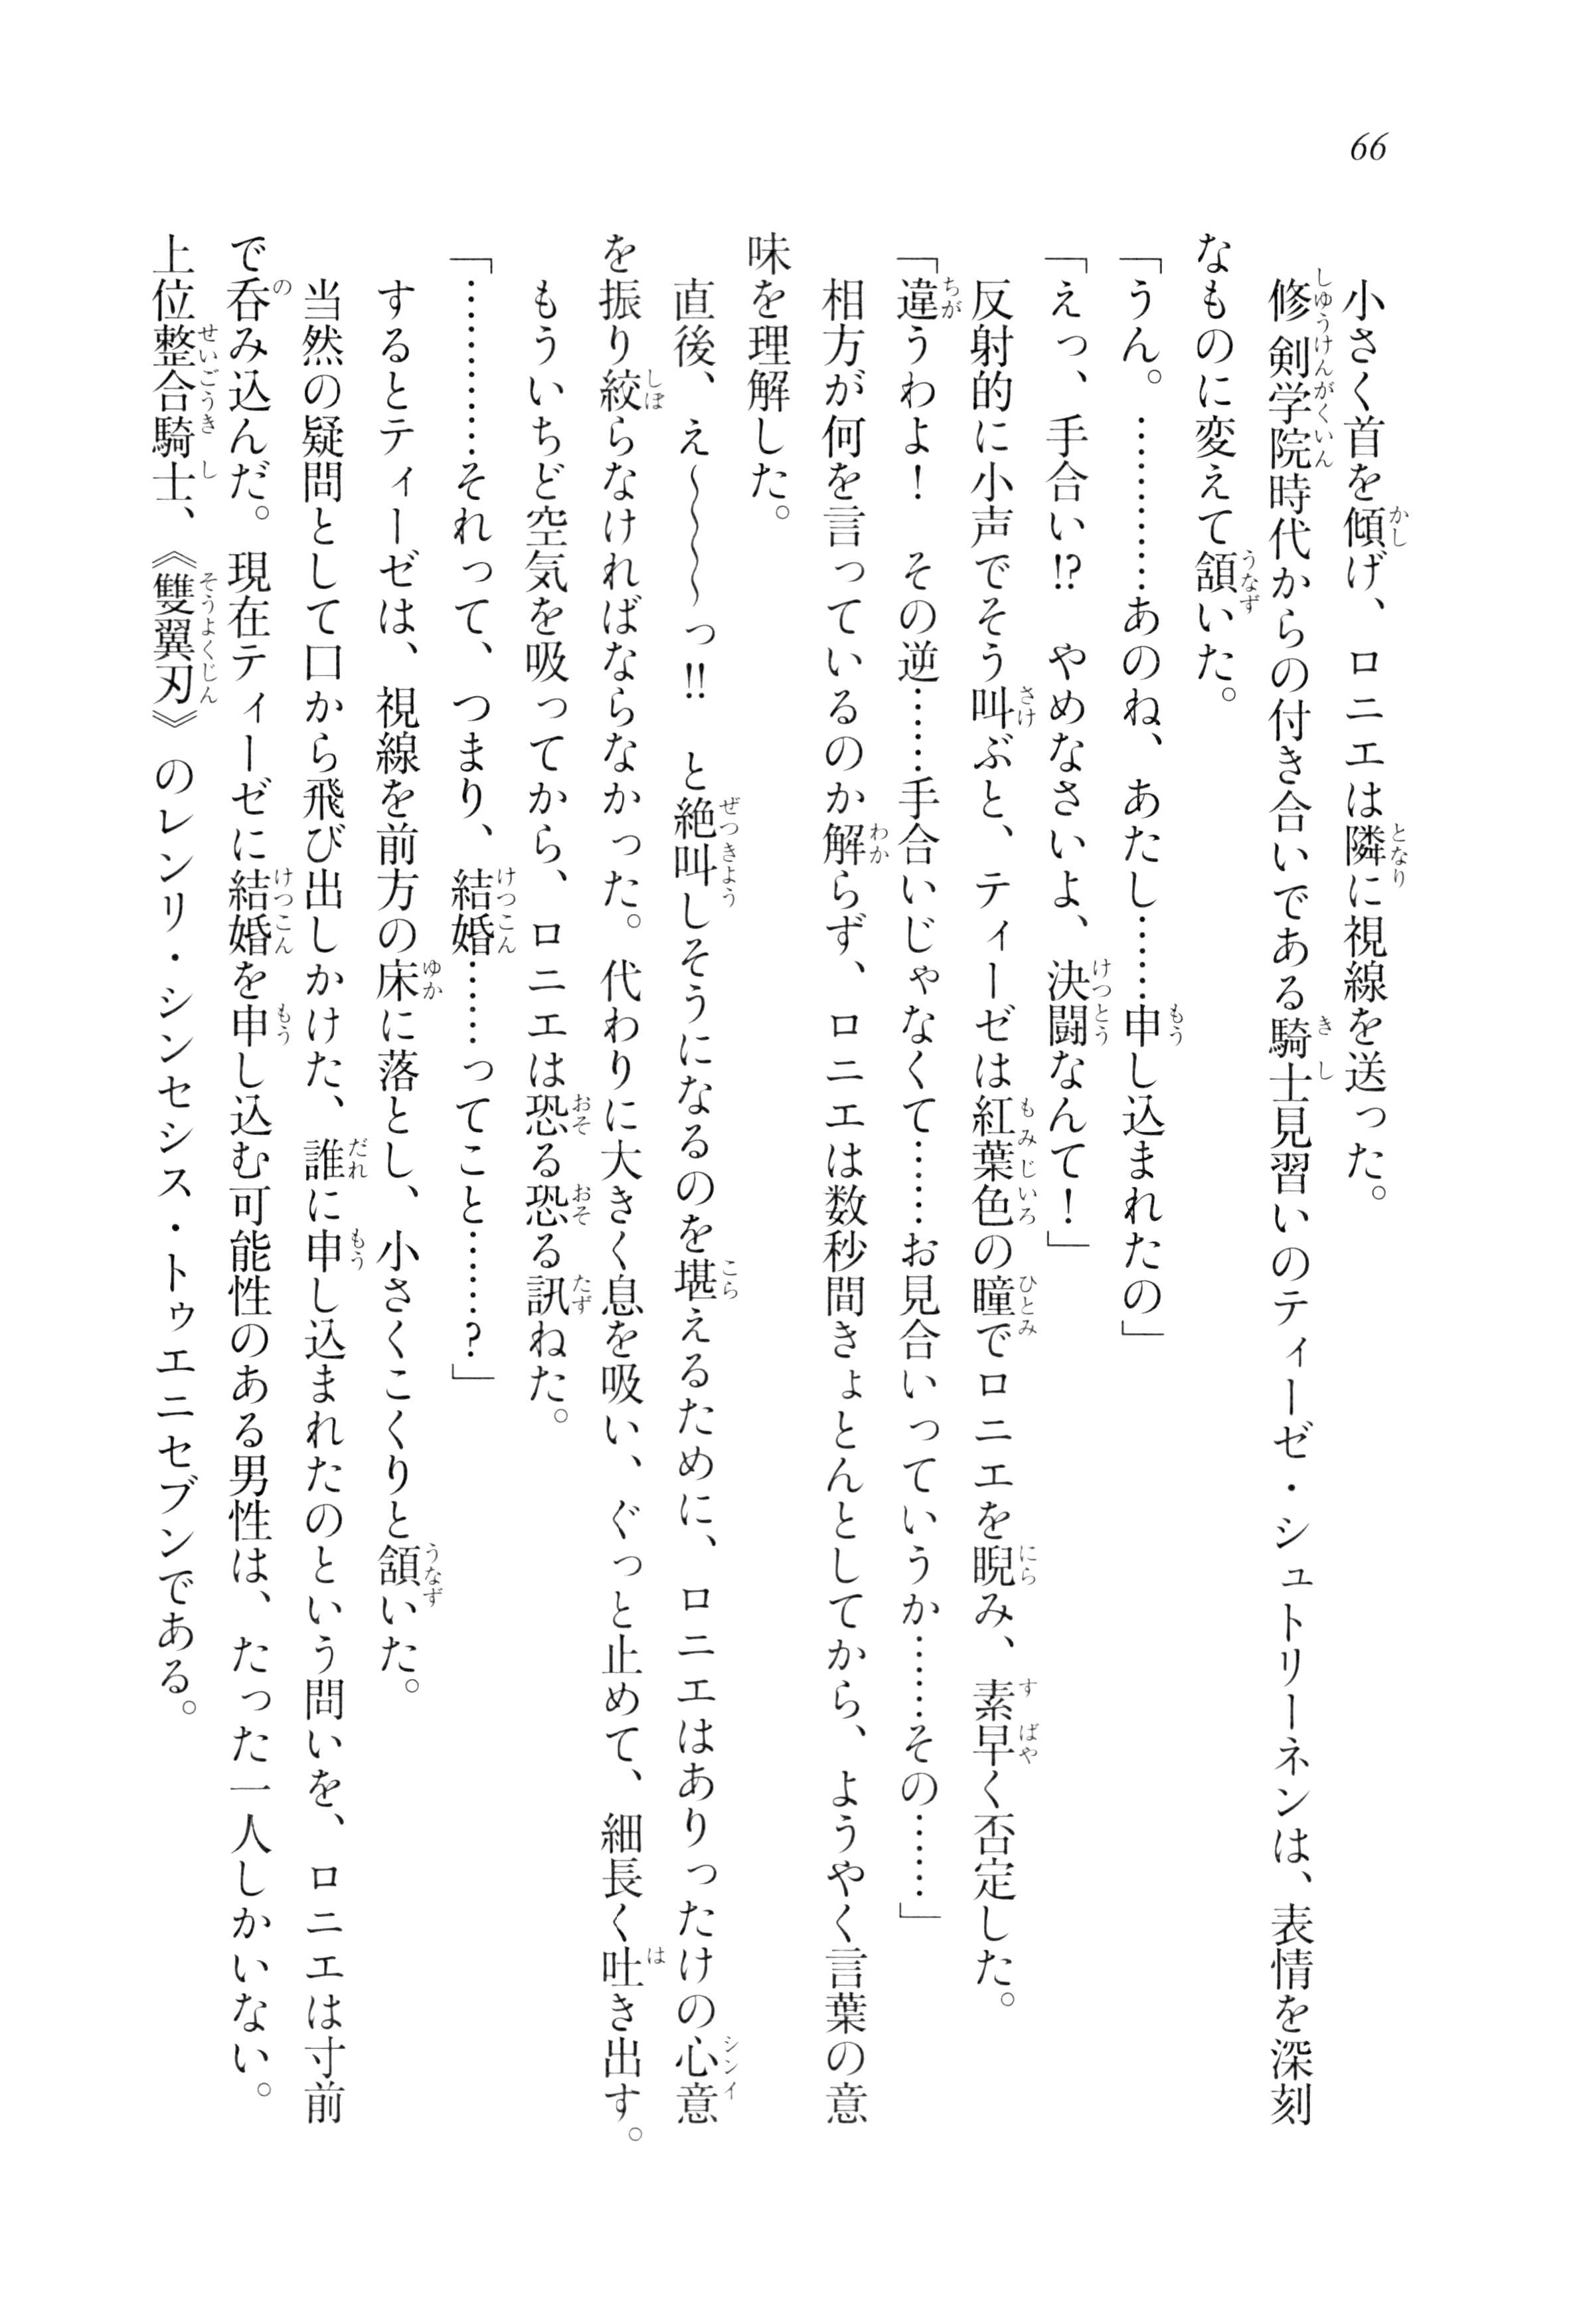 66
小さく首を傾げ、ロニエは隣に視線を送った。
修剣学院時代からの付き合いである騎士見習いのティーゼ・シュトリーネンは、表情を深刻
なものに変えて頷いた。
「うん。…………あのね、あたし……申し込まれたの」
「えっ、手合い!? やめなさいよ、決闘なんて！」
反射的に小声でそう叫ぶと、ティーゼは紅葉色の瞳でロニエを睨み、素早く否定した。
「違うわよ！　その逆……手合いじゃなくて……お見合いっていうか……その……」
相方が何を言っているのか解らず、ロニエは数秒間きょとんとしてから、ようやく言葉の意
味を理解した。
直後、え〜〜〜〜っ!! と絶叫しそうになるのを堪えるために、ロニエはありったけの心意
を振り絞らなければならなかった。代わりに大きく息を吸い、ぐっと止めて、細長く吐き出す。
もういちど空気を吸ってから、ロニエは恐る恐る訊ねた。
「…………それって、つまり、結婚……ってこと……？」
するとティーゼは、視線を前方の床に落とし、小さくこくりと頷いた。
当然の疑問として口から飛び出しかけた、誰に申し込まれたのという問いを、ロニエは寸前
で呑み込んだ。現在ティーゼに結婚を申し込む可能性のある男性は、たった一人しかいない。
上位整合騎士、《雙翼刃》のレンリ・シンセシス・トゥエニセブンである。